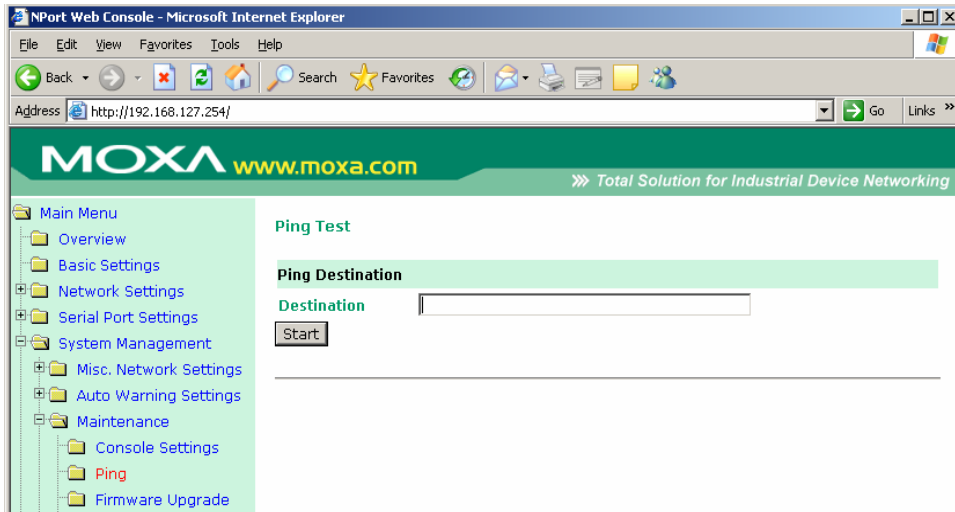 NPort Web Console - Microsoft Internet Explorer
File Edit View Favorites Tools Help
Back Search Favorites
Address http://192.168.127.254/ Go Links »
MOXA www.moxa.com
Total Solution for Industrial Device Networking
Main Menu
Overview
Basic Settings
Network Settings
Serial Port Settings
System Management
Misc. Network Settings
Auto Warning Settings
Maintenance
Console Settings
Ping
Firmware Upgrade
Ping Test
Ping Destination
Destination
Start